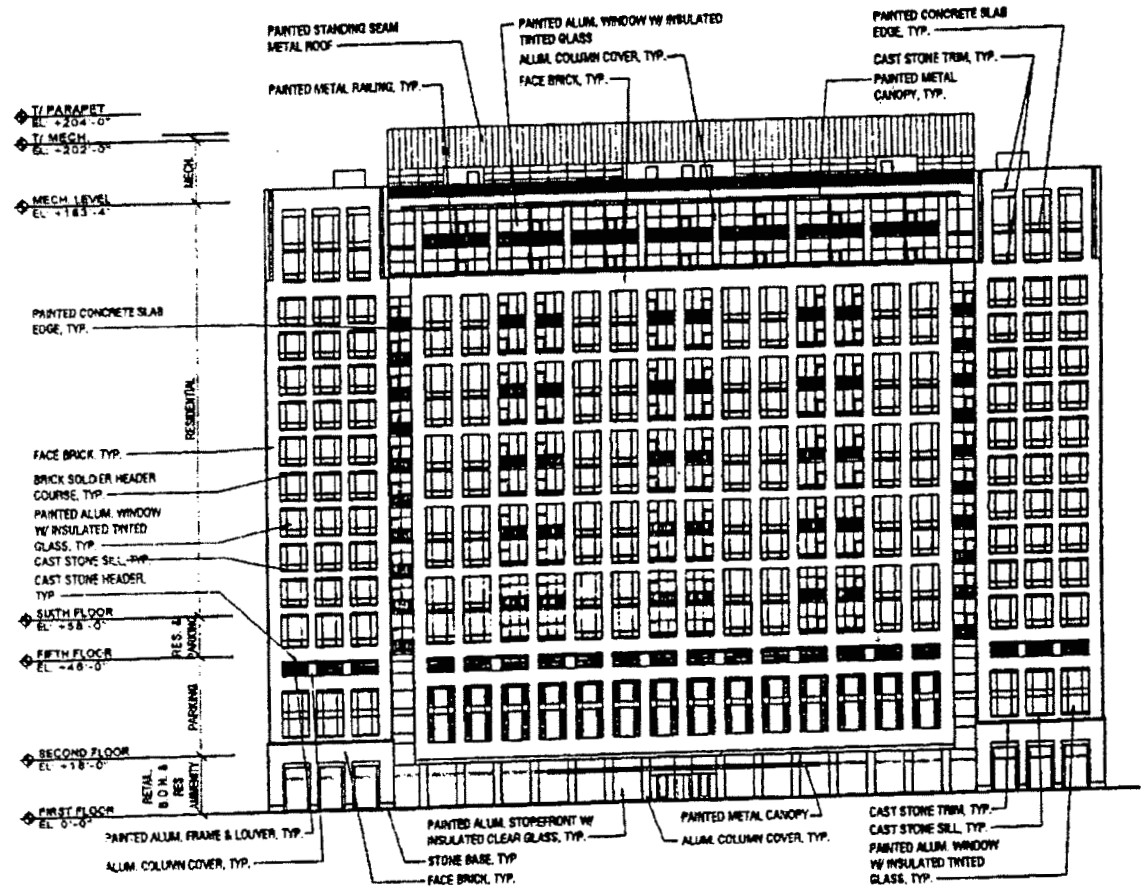 PAINTED STANDING SEAM
METAL ROOF
PAINTED METAL RAILING, TYP.
PAINTED ALUM. WINDOW W/ INSULATED
TINTED GLASS
ALUM. COLUMN COVER, TYP.
FACE BRICK, TYP.
PAINTED CONCRETE SLAB
EDGE, TYP.
CAST STONE TRIM, TYP.
PAINTED METAL
CANOPY, TYP.
T/ PARAPET
EL. +204'-0"
T/ MECH.
EL. +202'-0"
MECH.
MECH. LEVEL
EL. +183'-4"
PAINTED CONCRETE SLAB
EDGE, TYP.
RESIDENTIAL
FACE BRICK, TYP.
BRICK SOLDIER HEADER
COURSE, TYP.
PAINTED ALUM. WINDOW
W/ INSULATED TINTED
GLASS, TYP.
CAST STONE SILL, TYP.
CAST STONE HEADER,
TYP
SIXTH FLOOR
EL. +58'-0"
RES. &
PARKING
FIFTH FLOOR
EL. +46'-0"
PARKING
SECOND FLOOR
EL. +18'-0"
RETAIL,
B.O.H. &
RES
AMMENITY
FIRST FLOOR
EL. 0'-0"
PAINTED ALUM. FRAME & LOUVER, TYP.
ALUM. COLUMN COVER, TYP.
PAINTED ALUM. STOREFRONT W/
INSULATED CLEAR GLASS, TYP.
STONE BASE, TYP
FACE BRICK, TYP.
PAINTED METAL CANOPY
ALUM. COLUMN COVER, TYP.
CAST STONE TRIM, TYP.
CAST STONE SILL, TYP.
PAINTED ALUM. WINDOW
W/ INSULATED TINTED
GLASS, TYP.